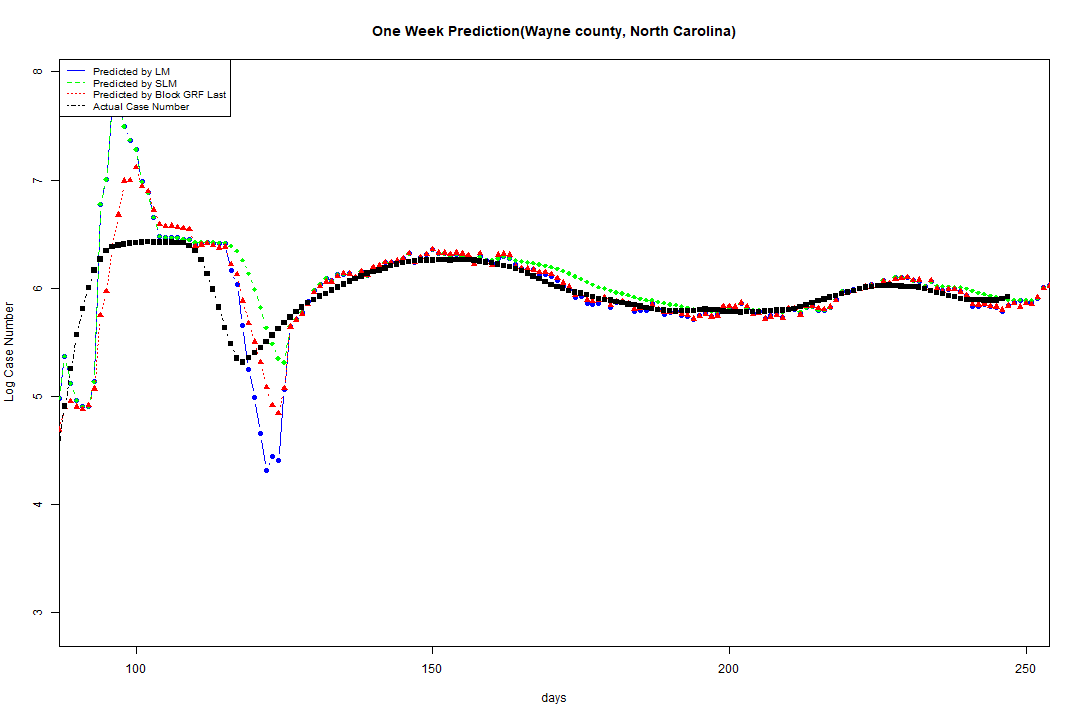 One Week Prediction(Wayne county, North Carolina)
8
Predicted by LM
Predicted by SLM
Predicted by Block GRF Last
Actual Case Number
7
6
5
4
3
Log Case Number
100 150 200 250
days